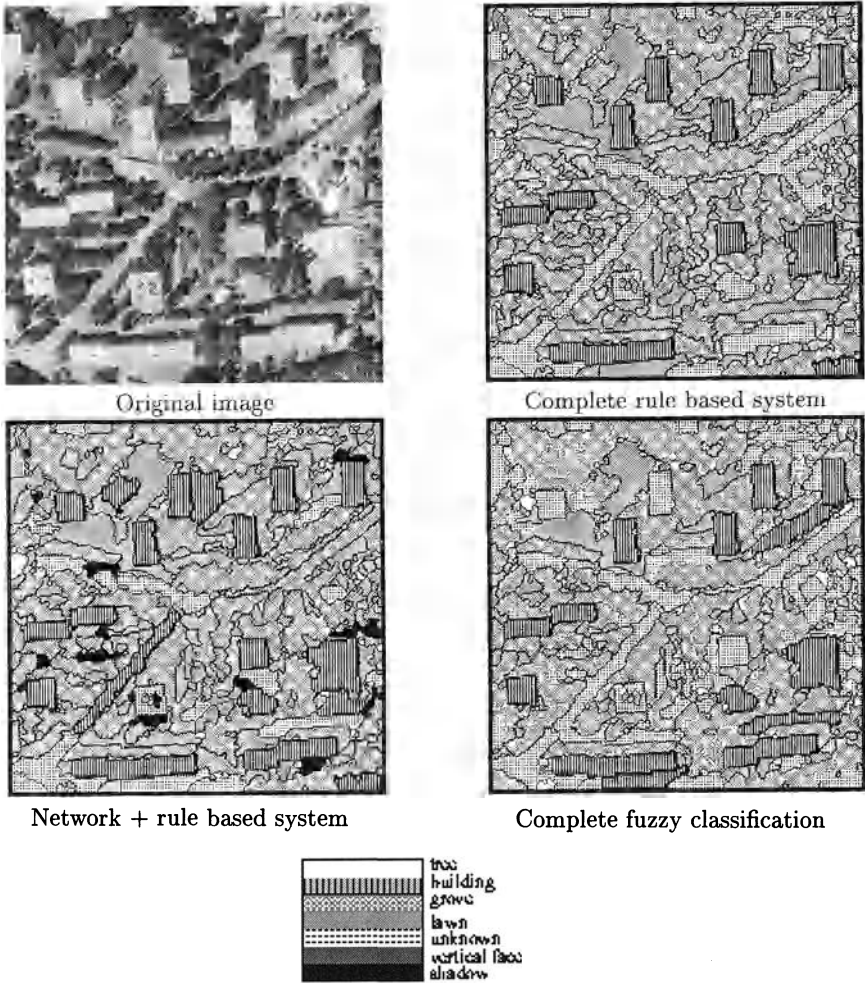 Original image
Complete rule based system
Network + rule based system
Complete fuzzy classification
tree
building
grove
lawn
unknown
vertical face
shadow